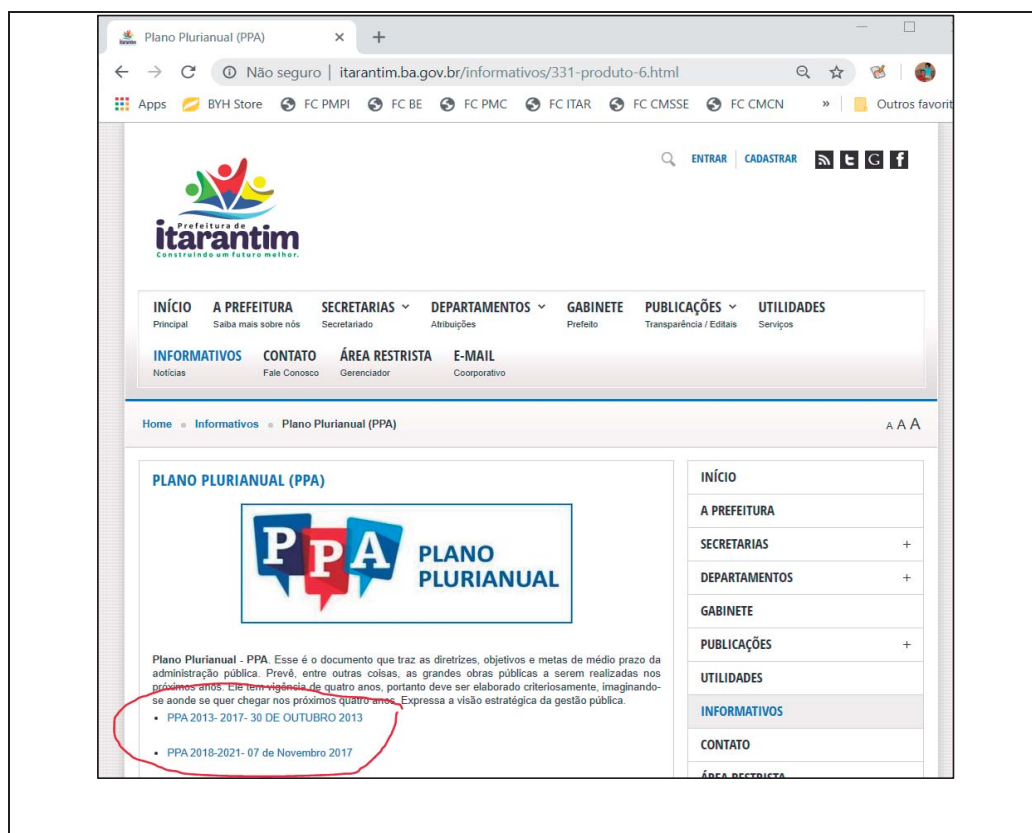 Plano Plurianual (PPA)
Não seguro | itarantim.ba.gov.br/informativos/331-produto-6.html
Apps BYH Store FC PMPI FC BE FC PMC FC ITAR FC CMSSE FC CMCN » Outros favorit
ENTRAR CADASTRAR
Prefeitura de
itarantim
Construindo um futuro melhor.
INÍCIO A PREFEITURA SECRETARIAS DEPARTAMENTOS GABINETE PUBLICAÇÕES UTILIDADES
Principal Saiba mais sobre nós Secretariado Atribuições Prefeito Transparência / Editais Serviços
INFORMATIVOS CONTATO ÁREA RESTRISTA E-MAIL
Notícias Fale Conosco Gerenciador Coorporativo
Home Informativos Plano Plurianual (PPA) A A A
PLANO PLURIANUAL (PPA)
PPA PLANO
PLURIANUAL
Plano Plurianual - PPA. Esse é o documento que traz as diretrizes, objetivos e metas de médio prazo da
administração pública. Prevê, entre outras coisas, as grandes obras públicas a serem realizadas nos
próximos anos. Ele tem vigência de quatro anos, portanto deve ser elaborado criteriosamente, imaginando-
se aonde se quer chegar nos próximos quatro anos. Expressa a visão estratégica da gestão pública.
• PPA 2013- 2017- 30 DE OUTUBRO 2013
• PPA 2018-2021- 07 de Novembro 2017
INÍCIO
A PREFEITURA
SECRETARIAS +
DEPARTAMENTOS +
GABINETE
PUBLICAÇÕES +
UTILIDADES
INFORMATIVOS
CONTATO
ÁREA RESTRISTA